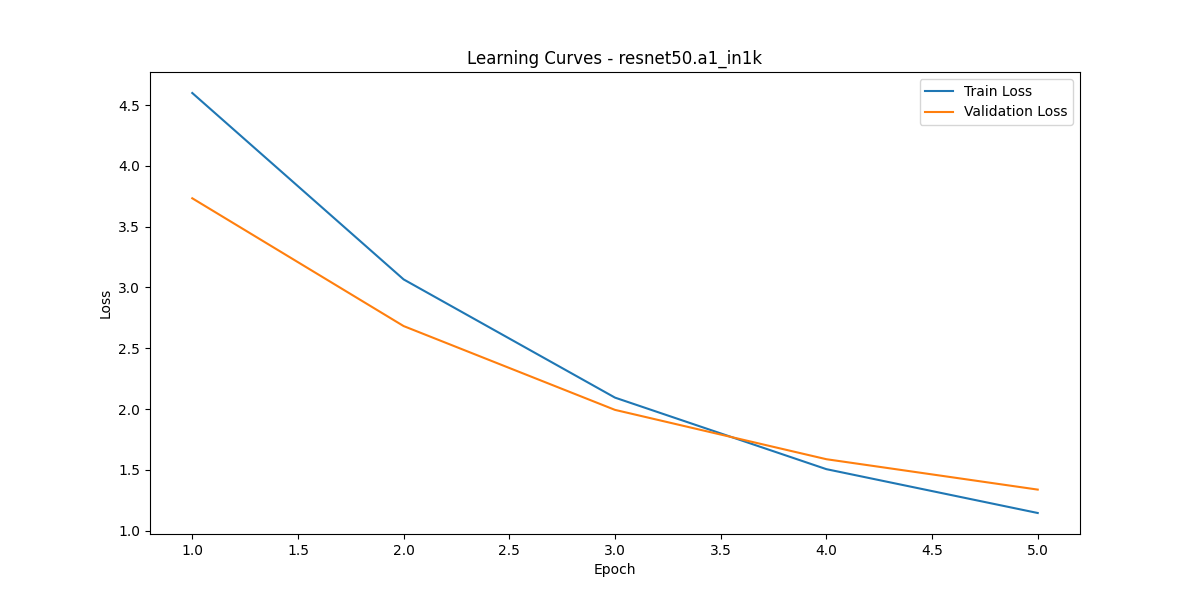 Learning Curves - resnet50.a1_in1k
Train Loss
Validation Loss
4.5
4.0
3.5
3.0
2.5
2.0
1.5
1.0
Loss
1.0 1.5 2.0 2.5 3.0 3.5 4.0 4.5 5.0
Epoch